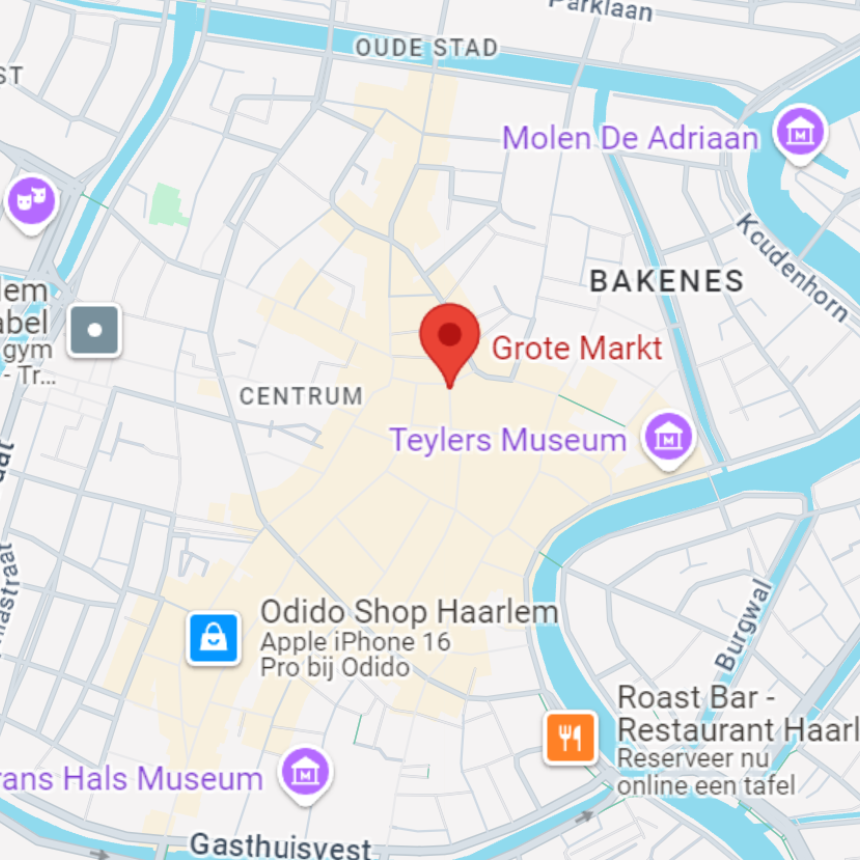 Parklaan
OUDE STAD
ST
Molen De Adriaan
Koudenhorn
BAKENES
lem
abel
gym
- Tr...
Grote Markt
CENTRUM
Teylers Museum
aat
Odido Shop Haarlem
Apple iPhone 16
Pro bij Odido
Burgwal
Roast Bar -
Restaurant Haarl
Reserveer nu
online een tafel
rans Hals Museum
Gasthuisvest